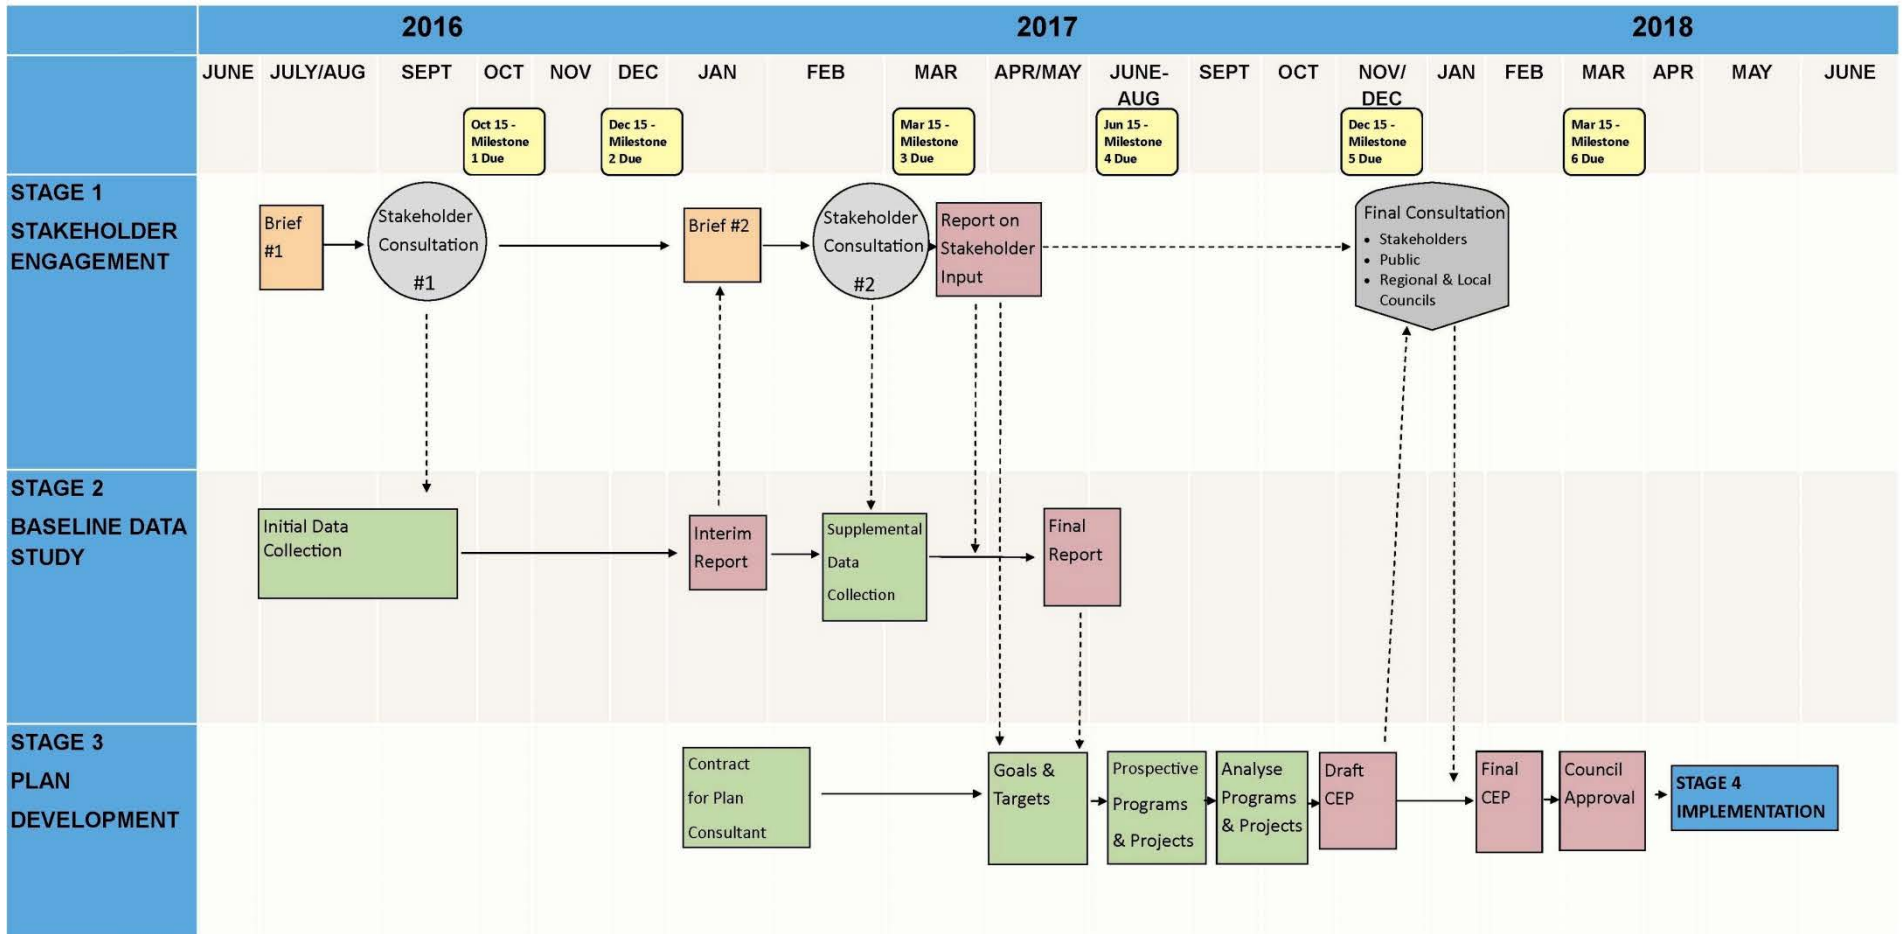 2016 2017 2018
JUNE JULY/AUG SEPT OCT NOV DEC JAN FEB MAR APR/MAY JUNE- SEPT OCT NOV/ JAN FEB MAR APR MAY JUNE
AUG DEC
Oct 15 -
Milestone
1 Due
Dec 15 -
Milestone
2 Due
Mar 15 -
Milestone
3 Due
Jun 15 -
Milestone
4 Due
Dec 15 -
Milestone
5 Due
Mar 15 -
Milestone
6 Due
STAGE 1
STAKEHOLDER
ENGAGEMENT
Brief
#1
Stakeholder
Consultation
#1
Brief #2
Stakeholder
Consultation
#2
Report on
Stakeholder
Input
Final Consultation
• Stakeholders
• Public
• Regional & Local
Councils
STAGE 2
BASELINE DATA
STUDY
Initial Data
Collection
Interim
Report
Supplemental
Data
Collection
Final
Report
STAGE 3
PLAN
DEVELOPMENT
Contract
for Plan
Consultant
Goals &
Targets
Prospective
Programs
& Projects
Analyse
Programs
& Projects
Draft
CEP
Final
CEP
Council
Approval
STAGE 4
IMPLEMENTATION